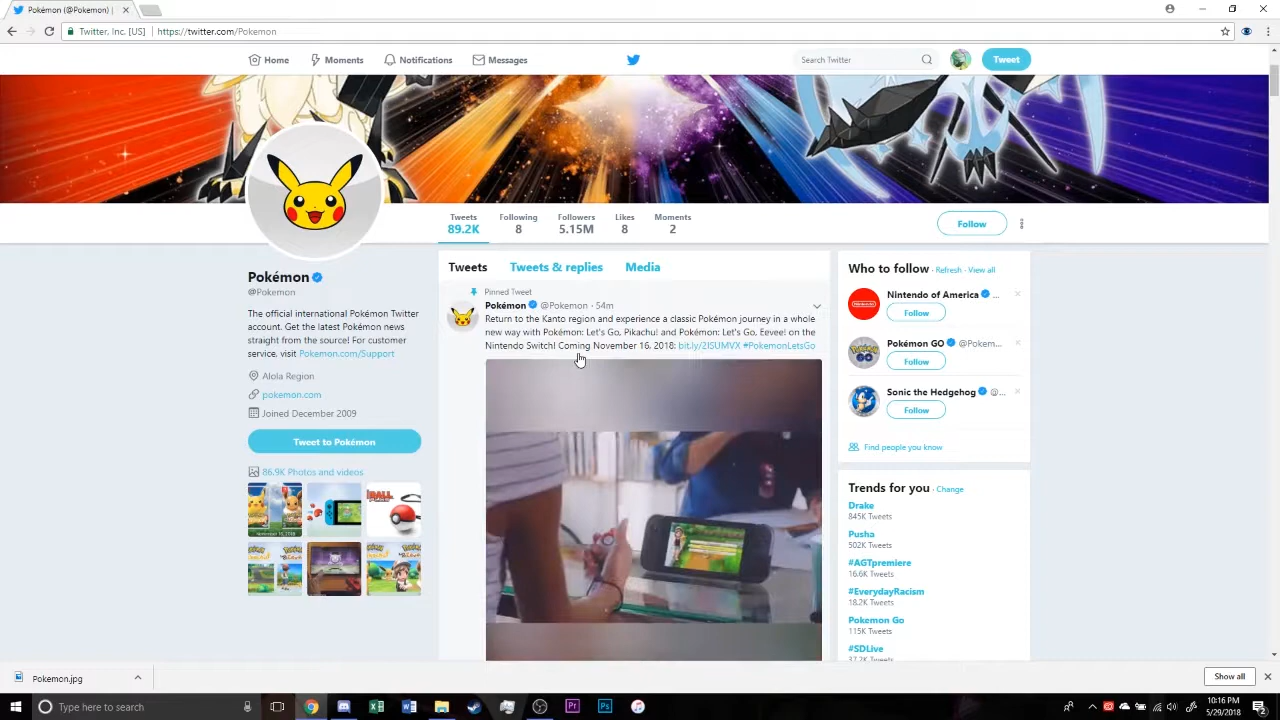 Pokémon (@Pokemon) |
Twitter, Inc. [US] https://twitter.com/Pokemon
Home Moments Notifications Messages
Search Twitter
Tweet
Tweets Following Followers Likes Moments
89.2K 8 5.15M 8 2
Follow
Pokémon
@Pokemon
The official international Pokémon Twitter
account. Get the latest Pokémon news
straight from the source! For customer
service, visit Pokemon.com/Support
Alola Region
pokemon.com
Joined December 2009
Tweet to Pokémon
86.9K Photos and videos
Tweets Tweets & replies Media
Pinned Tweet
Pokémon @Pokemon · 54m
Return to the Kanto region and experience a classic Pokémon journey in a whole
new way with Pokémon: Let's Go, Pikachu! and Pokémon: Let's Go, Eevee! on the
Nintendo Switch! Coming November 16, 2018: bit.ly/2ISUMVX #PokemonLetsGo
Who to follow · Refresh · View all
Nintendo of America ...
Follow
Pokémon GO @Pokem...
Follow
Sonic the Hedgehog @...
Follow
Find people you know
Trends for you · Change
Drake
845K Tweets
Pusha
502K Tweets
#AGTpremiere
16.6K Tweets
#EverydayRacism
18.2K Tweets
Pokemon Go
115K Tweets
#SDLive
37.2K Tweets
Pokemon.jpg
Show all
Type here to search
10:16 PM
5/29/2018